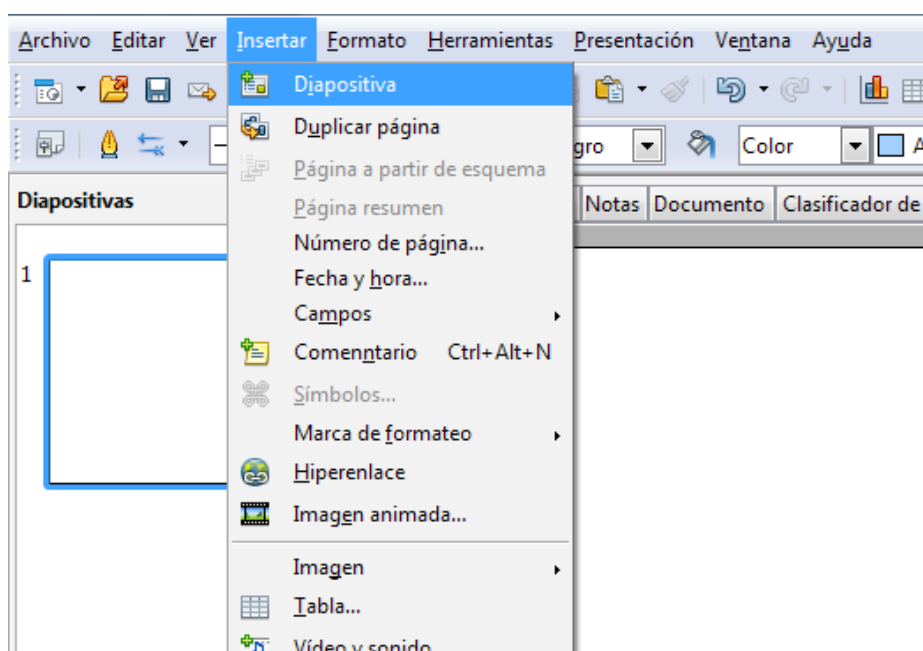 Archivo Editar Ver Insertar Formato Herramientas Presentación Ventana Ayuda
Diapositiva
Duplicar página
gro Color
Página a partir de esquema
Diapositivas
Página resumen
Notas Documento Clasificador de
Número de página...
1
Fecha y hora...
Campos
Comenntario Ctrl+Alt+N
Símbolos...
Marca de formateo
Hiperenlace
Imagen animada...
Imagen
Tabla...
Vídeo y sonido